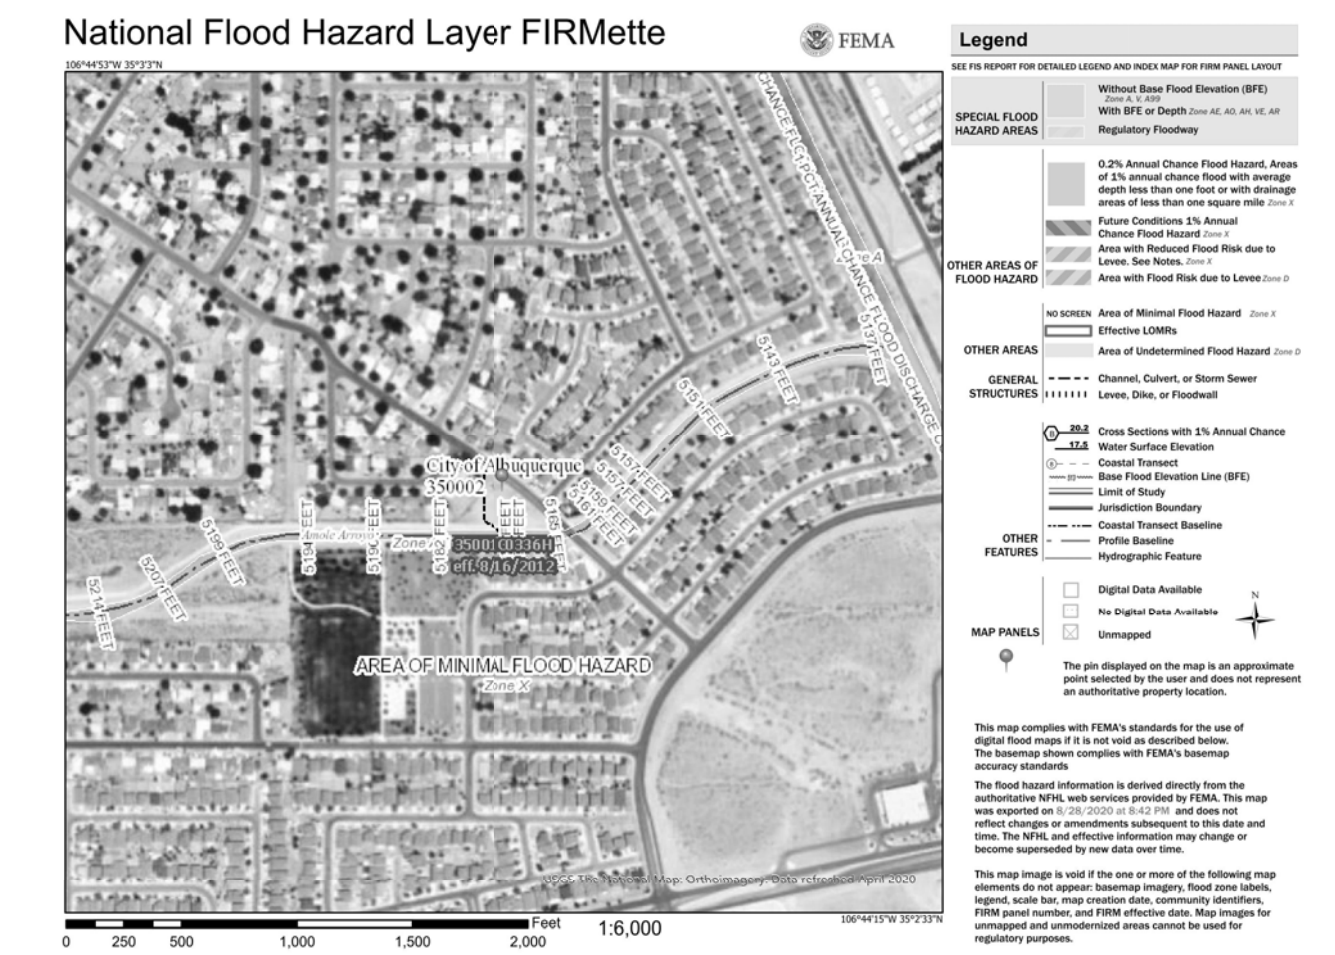 National Flood Hazard Layer FIRMette
FEMA
106°44'53"W 35°3'3"N
Legend
SEE FIS REPORT FOR DETAILED LEGEND AND INDEX MAP FOR FIRM PANEL LAYOUT
SPECIAL FLOOD
HAZARD AREAS
Without Base Flood Elevation (BFE)
Zone A, V, A99
With BFE or Depth Zone AE, AO, AH, VE, AR
Regulatory Floodway
OTHER AREAS OF
FLOOD HAZARD
0.2% Annual Chance Flood Hazard, Areas
of 1% annual chance flood with average
depth less than one foot or with drainage
areas of less than one square mile Zone X
Future Conditions 1% Annual
Chance Flood Hazard Zone X
Area with Reduced Flood Risk due to
Levee. See Notes. Zone X
Area with Flood Risk due to Levee Zone D
OTHER AREAS
NO SCREEN Area of Minimal Flood Hazard Zone X
Effective LOMRs
Area of Undetermined Flood Hazard Zone D
GENERAL
STRUCTURES
Channel, Culvert, or Storm Sewer
Levee, Dike, or Floodwall
OTHER
FEATURES
B 20.2 Cross Sections with 1% Annual Chance
17.5 Water Surface Elevation
Coastal Transect
Base Flood Elevation Line (BFE)
Limit of Study
Jurisdiction Boundary
Coastal Transect Baseline
Profile Baseline
Hydrographic Feature
MAP PANELS
Digital Data Available
No Digital Data Available
Unmapped
N
The pin displayed on the map is an approximate
point selected by the user and does not represent
an authoritative property location.
This map complies with FEMA's standards for the use of
digital flood maps if it is not void as described below.
The basemap shown complies with FEMA's basemap
accuracy standards
The flood hazard information is derived directly from the
authoritative NFHL web services provided by FEMA. This map
was exported on 8/28/2020 at 8:42 PM and does not
reflect changes or amendments subsequent to this date and
time. The NFHL and effective information may change or
become superseded by new data over time.
This map image is void if the one or more of the following map
elements do not appear: basemap imagery, flood zone labels,
legend, scale bar, map creation date, community identifiers,
FIRM panel number, and FIRM effective date. Map images for
unmapped and unmodernized areas cannot be used for
regulatory purposes.
CHANCE FLOOD DISCHARGE
1 PCT ANNUAL
5137 FEET
5143 FEET
5151 FEET
5157 FEET
5157 FEET
5159 FEET
5161 FEET
City of Albuquerque
350002
Amole Arroyo
Zone
35001C0336H
eff. 8/16/2012
5165
5182 FEET
5190 FEET
5194 FEET
5199 FEET
5207 FEET
5214 FEET
FEET
FEET
AREA OF MINIMAL FLOOD HAZARD
Zone X
USGS The National Map: Orthoimagery. Data refreshed April 2020
106°44'15"W 35°2'33"N
0 250 500 1,000 1,500 2,000
Feet
1:6,000